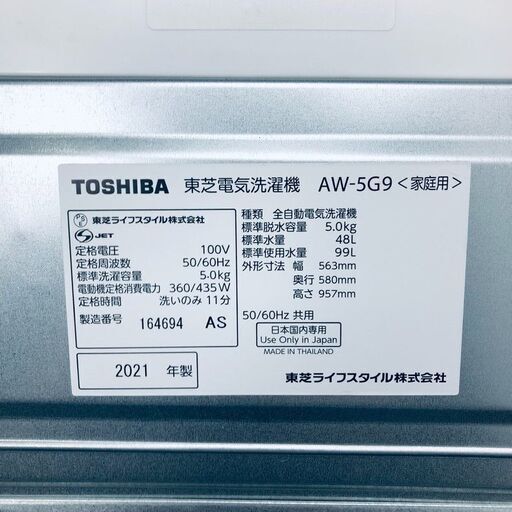 TOSHIBA 東芝電気洗濯機 AW-5G9<家庭用>
東芝ライフスタイル株式会社
JET
定格電圧 100V
定格周波数 50/60Hz
標準洗濯容量 5.0kg
電動機定格消費電力 360/435W
定格時間 洗いのみ 11分
製造番号 164694 AS
2021 年製
種類 全自動電気洗濯機
標準脱水容量 5.0kg
標準水量 48L
標準使用水量 99L
外形寸法 幅 563mm
奥行 580mm
高さ 957mm
50/60Hz 共用
日本国内専用
Use Only in Japan
MADE IN THAILAND
東芝ライフスタイル株式会社